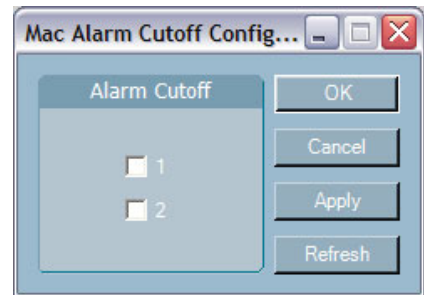 Mac Alarm Cutoff Config...
Alarm Cutoff
1
2
OK
Cancel
Apply
Refresh